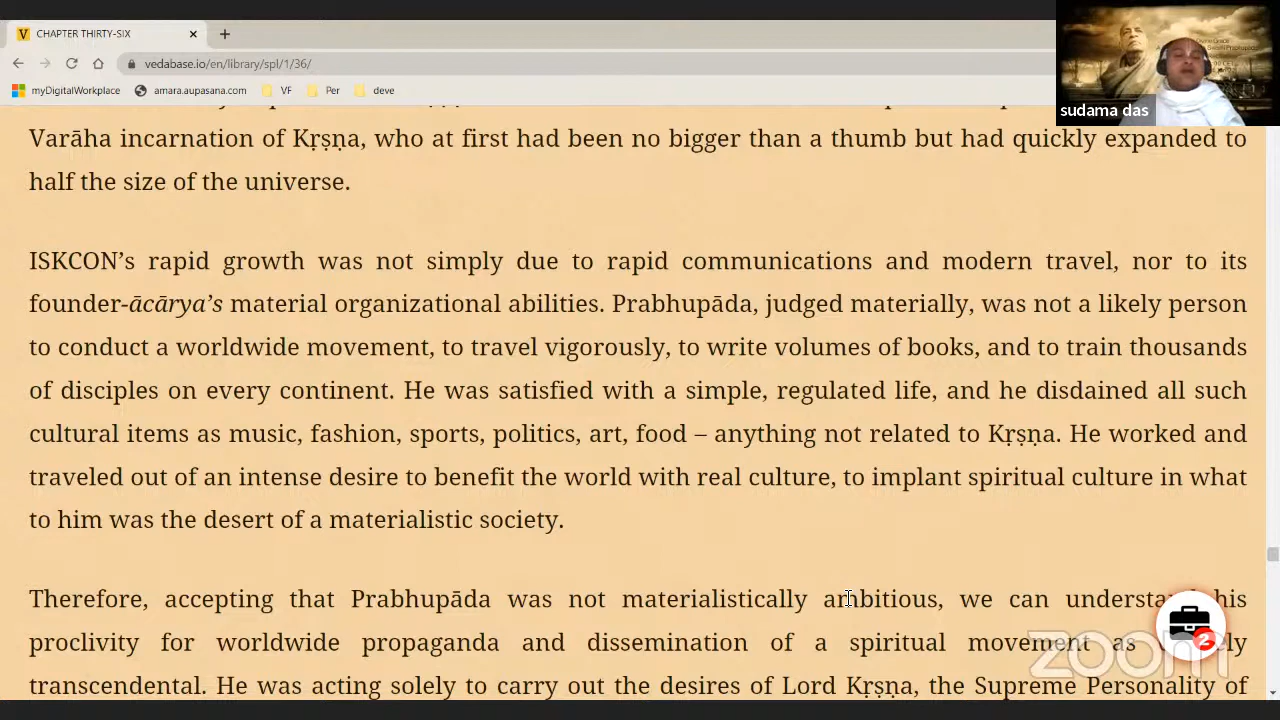 CHAPTER THIRTY-SIX
vedabase.io/en/library/spl/1/36/
myDigitalWorkplace amara.aupasana.com VF Per deve
sudama das
Varāha incarnation of Kṛṣṇa, who at first had been no bigger than a thumb but had quickly expanded to
half the size of the universe.
ISKCON’s rapid growth was not simply due to rapid communications and modern travel, nor to its
founder-ācārya’s material organizational abilities. Prabhupāda, judged materially, was not a likely person
to conduct a worldwide movement, to travel vigorously, to write volumes of books, and to train thousands
of disciples on every continent. He was satisfied with a simple, regulated life, and he disdained all such
cultural items as music, fashion, sports, politics, art, food – anything not related to Kṛṣṇa. He worked and
traveled out of an intense desire to benefit the world with real culture, to implant spiritual culture in what
to him was the desert of a materialistic society.
Therefore, accepting that Prabhupāda was not materialistically ambitious, we can understand his
proclivity for worldwide propaganda and dissemination of a spiritual movement as
transcendental. He was acting solely to carry out the desires of Lord Kṛṣṇa, the Supreme Personality of
2
zoom